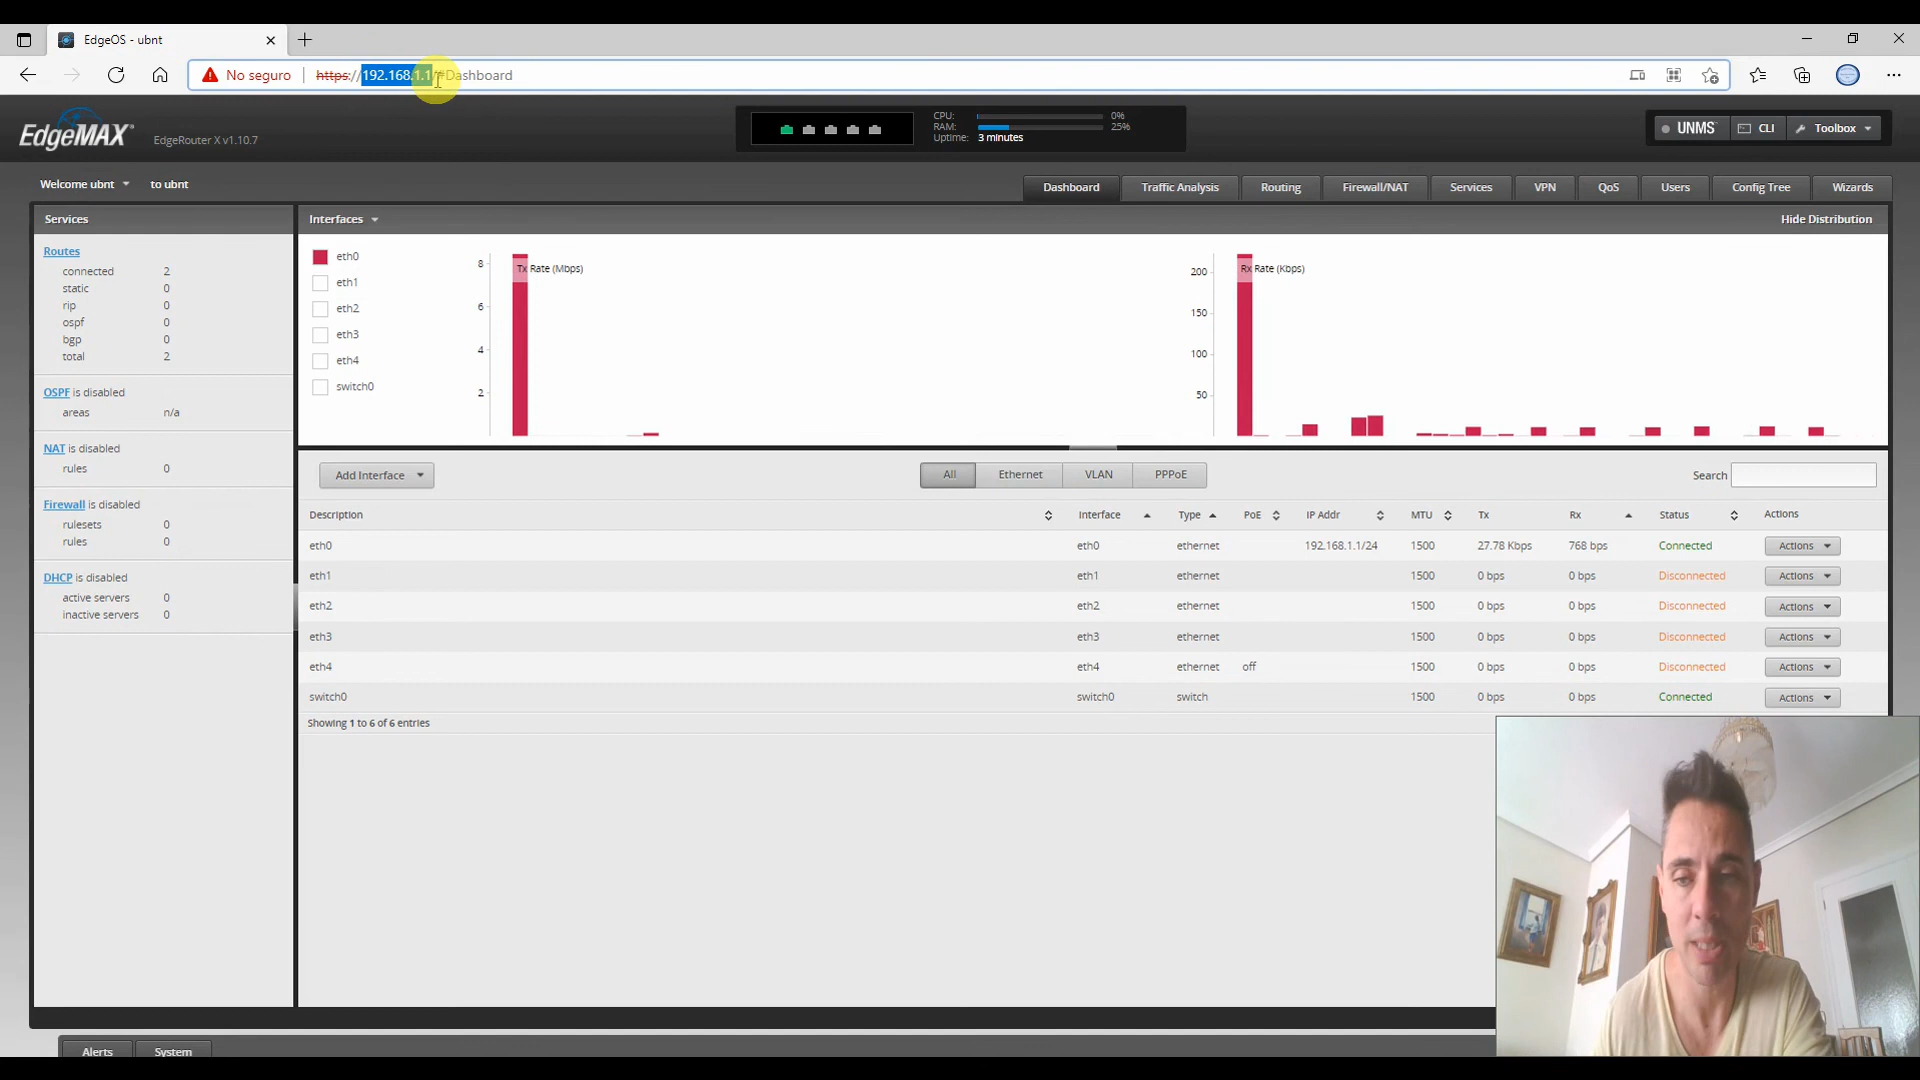 EdgeOS - ubnt
No seguro https://192.168.1.1/#Dashboard
EdgeMAX EdgeRouter X v1.10.7
CPU: 0%
RAM: 25%
Uptime: 3 minutes
UNMS CLI Toolbox
Welcome ubnt to ubnt
Dashboard Traffic Analysis Routing Firewall/NAT Services VPN QoS Users Config Tree Wizards
Services
Routes
connected 2
static 0
rip 0
ospf 0
bgp 0
total 2
OSPF is disabled
areas n/a
NAT is disabled
rules 0
Firewall is disabled
rulesets 0
rules 0
DHCP is disabled
active servers 0
inactive servers 0
Interfaces Hide Distribution
eth0
eth1
eth2
eth3
eth4
switch0
Tx Rate (Mbps)
8
6
4
2
Rx Rate (Kbps)
200
150
100
50
Add Interface All Ethernet VLAN PPPoE Search
Description Interface Type PoE IP Addr MTU Tx Rx Status Actions
eth0 eth0 ethernet 192.168.1.1/24 1500 27.78 Kbps 768 bps Connected Actions
eth1 eth1 ethernet 1500 0 bps 0 bps Disconnected Actions
eth2 eth2 ethernet 1500 0 bps 0 bps Disconnected Actions
eth3 eth3 ethernet 1500 0 bps 0 bps Disconnected Actions
eth4 eth4 ethernet off 1500 0 bps 0 bps Disconnected Actions
switch0 switch0 switch 1500 0 bps 0 bps Connected Actions
Showing 1 to 6 of 6 entries
Alerts System